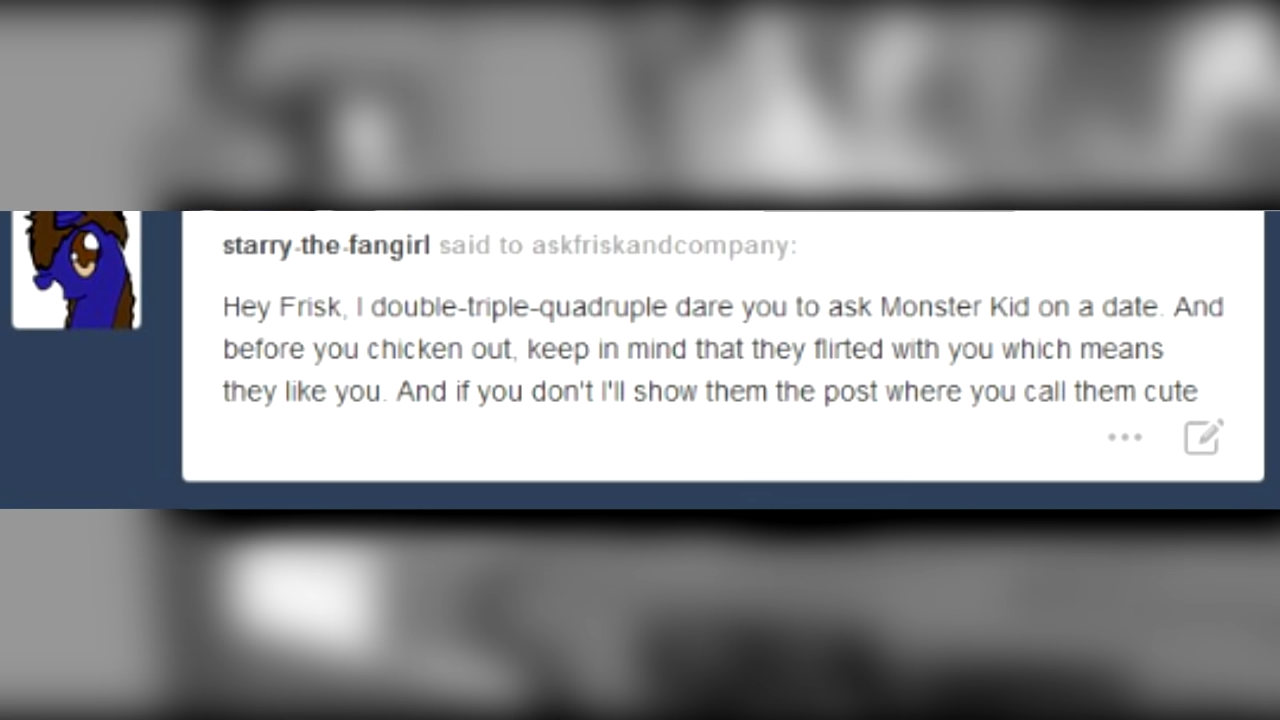 starry-the-fangirl said to askfriskandcompany:
Hey Frisk, I double-triple-quadruple dare you to ask Monster Kid on a date. And
before you chicken out, keep in mind that they flirted with you which means
they like you. And if you don't I'll show them the post where you call them cute